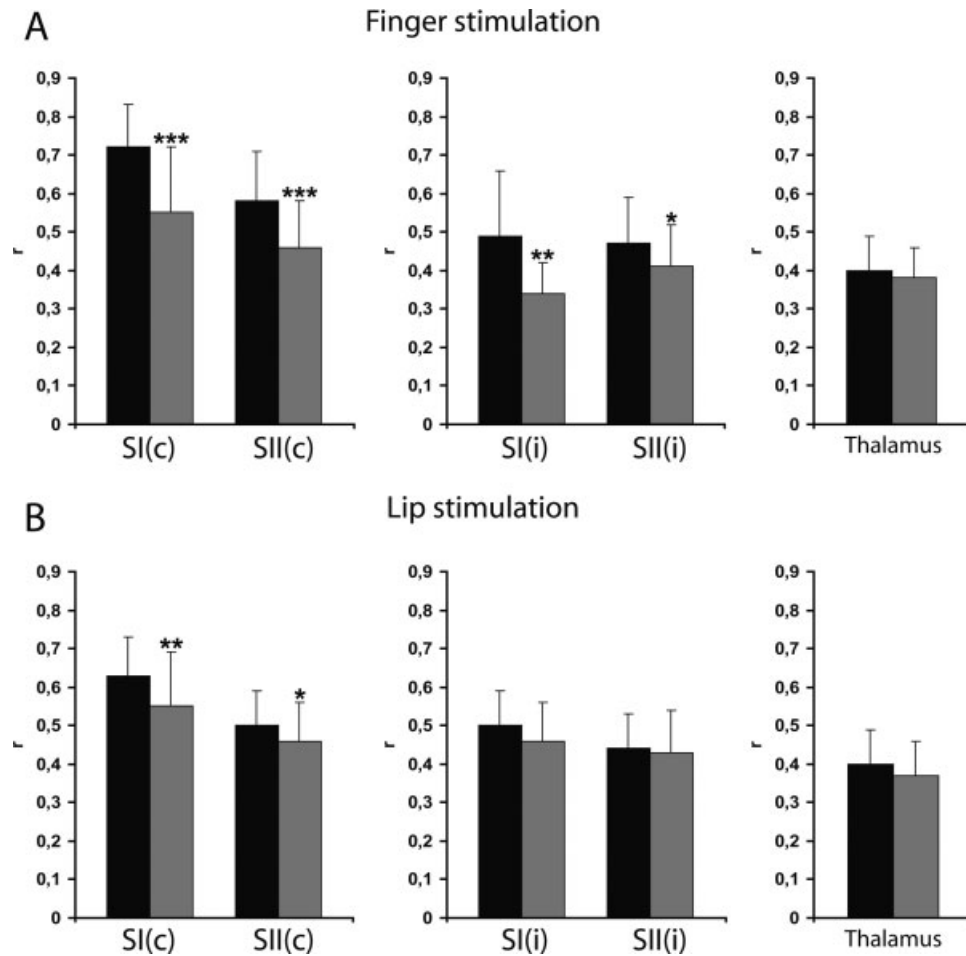 A
Finger stimulation
0,9 0,9 0,9
0,8 0,8 0,8
0,7 *** 0,7 0,7
0,6 *** 0,6 0,6
0,5 0,5 ** * 0,5
r 0,4 r 0,4 r 0,4
0,3 0,3 0,3
0,2 0,2 0,2
0,1 0,1 0,1
0 0 0
SI(c) SII(c) SI(i) SII(i) Thalamus
B
Lip stimulation
0,9 0,9 0,9
0,8 0,8 0,8
0,7 ** 0,7 0,7
0,6 * 0,6 0,6
0,5 0,5 0,5
r 0,4 r 0,4 r 0,4
0,3 0,3 0,3
0,2 0,2 0,2
0,1 0,1 0,1
0 0 0
SI(c) SII(c) SI(i) SII(i) Thalamus